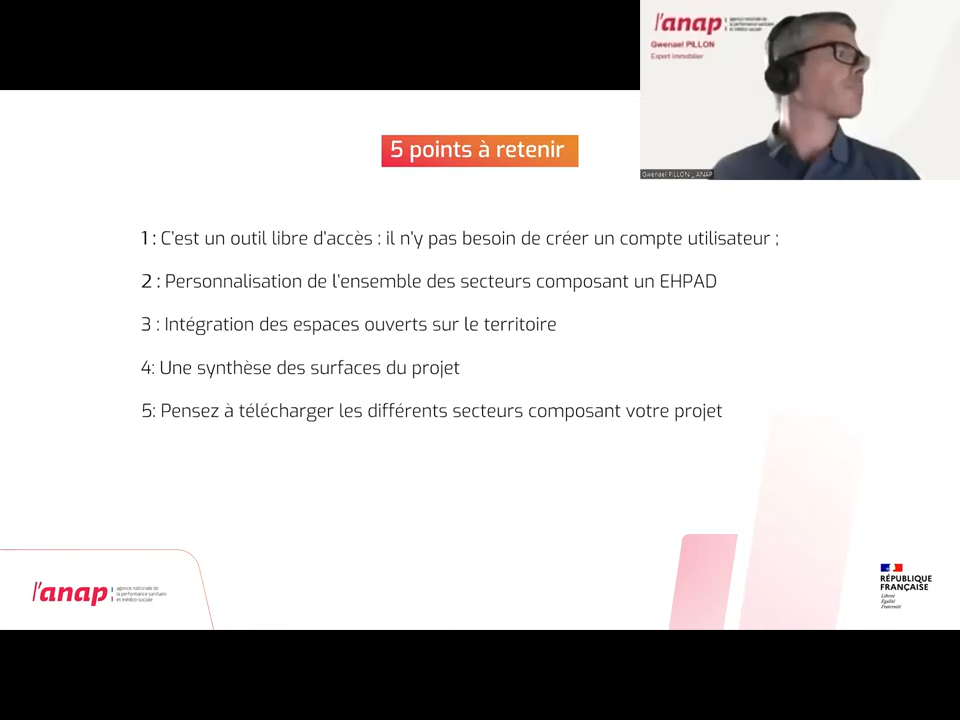 l'anap
agence nationale de
la performance sanitaire
et médico-sociale
Gwenael PILLON
Expert immobilier
Gwenael PILLON _ ANAP
5 points à retenir
1 : C'est un outil libre d'accès : il n'y pas besoin de créer un compte utilisateur ;
2 : Personnalisation de l'ensemble des secteurs composant un EHPAD
3 : Intégration des espaces ouverts sur le territoire
4: Une synthèse des surfaces du projet
5: Pensez à télécharger les différents secteurs composant votre projet
l'anap
agence nationale de
la performance sanitaire
et médico-sociale
RÉPUBLIQUE
FRANÇAISE
Liberté
Égalité
Fraternité